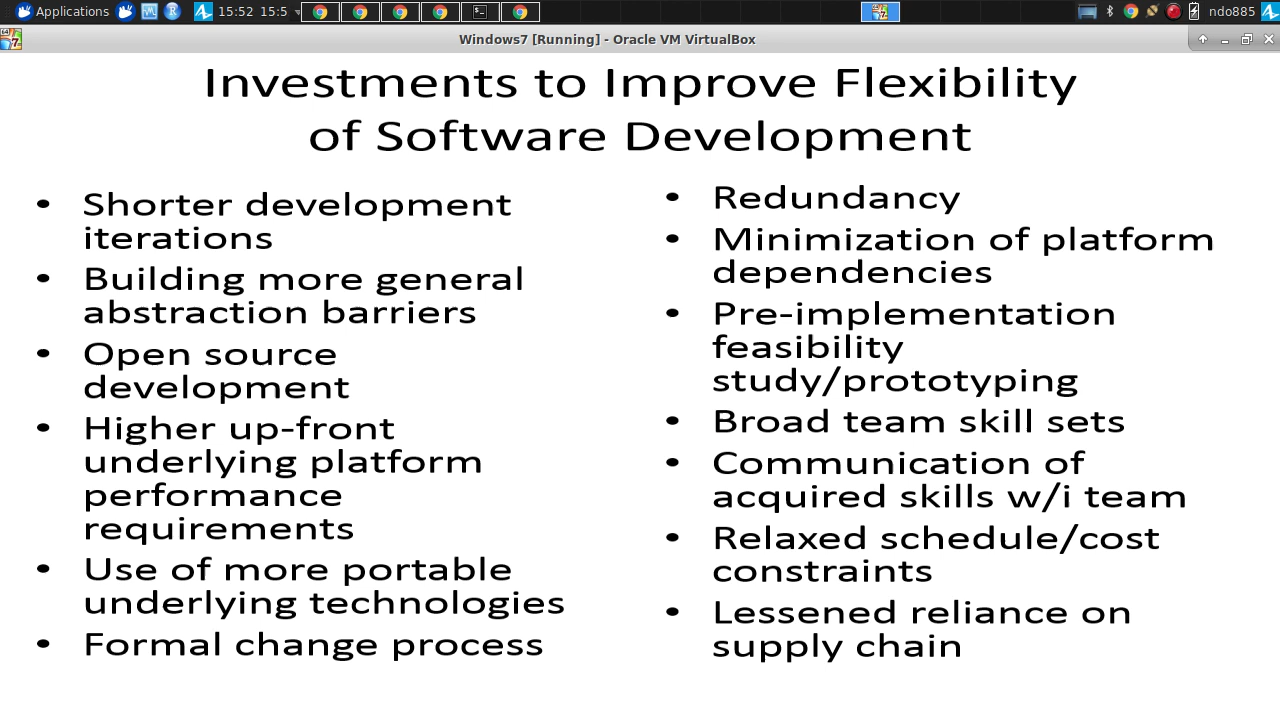 Applications 15:52 15:5 ndo885
Windows7 [Running] - Oracle VM VirtualBox
Investments to Improve Flexibility
of Software Development
• Shorter development
iterations
• Building more general
abstraction barriers
• Open source
development
• Higher up-front
underlying platform
performance
requirements
• Use of more portable
underlying technologies
• Formal change process
• Redundancy
• Minimization of platform
dependencies
• Pre-implementation
feasibility
study/prototyping
• Broad team skill sets
• Communication of
acquired skills w/i team
• Relaxed schedule/cost
constraints
• Lessened reliance on
supply chain